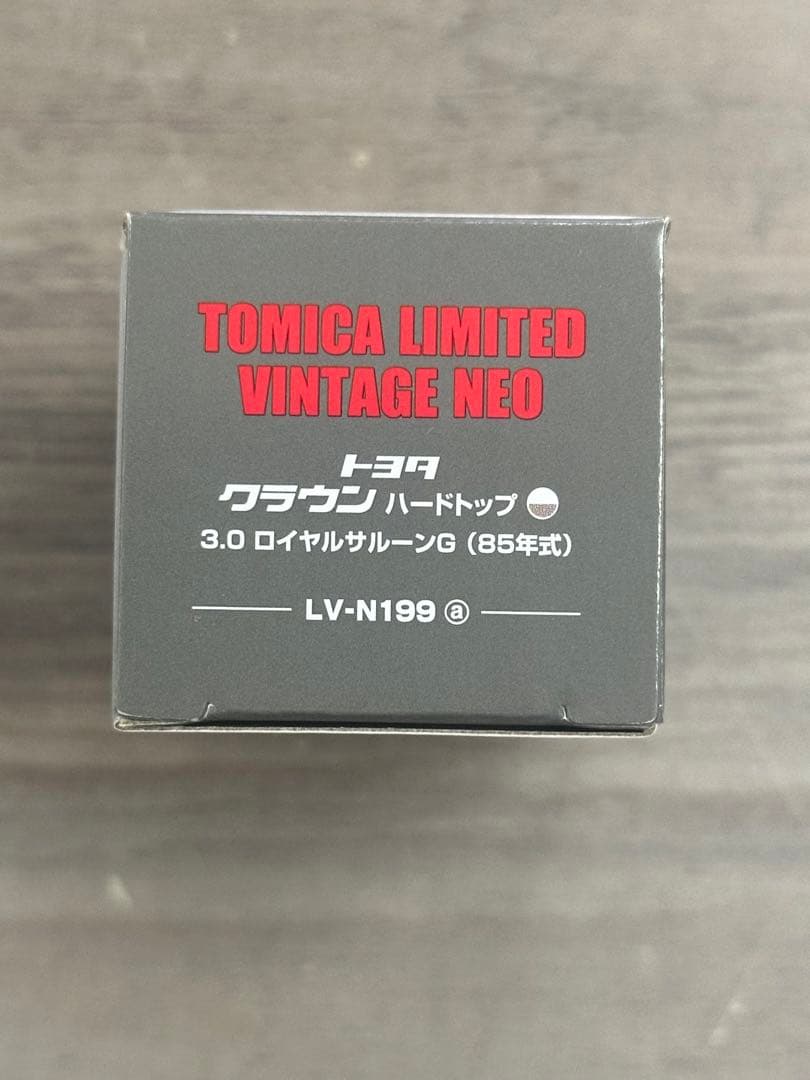 TOMICA LIMITED
VINTAGE NEO
トヨタ
クラウン ハードトップ
3.0 ロイヤルサルーンG（85年式）
LV-N199 ⓐ